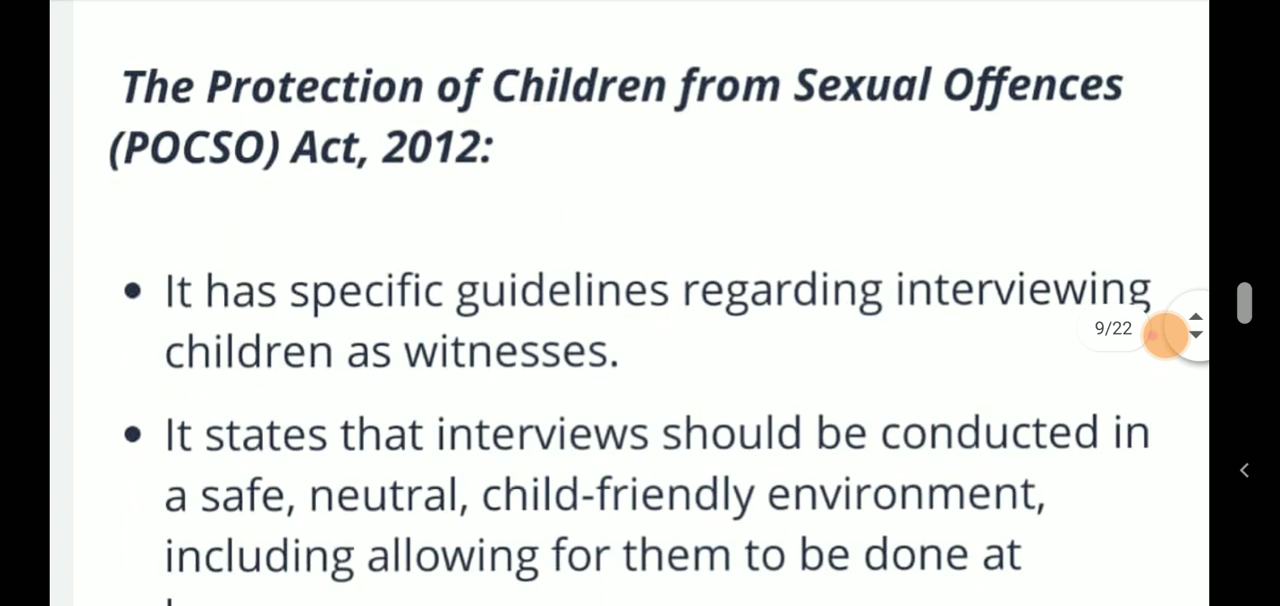 The Protection of Children from Sexual Offences
(POCSO) Act, 2012:
It has specific guidelines regarding interviewing
9/22
children as witnesses.
It states that interviews should be conducted in
a safe, neutral, child-friendly environment,
including allowing for them to be done at